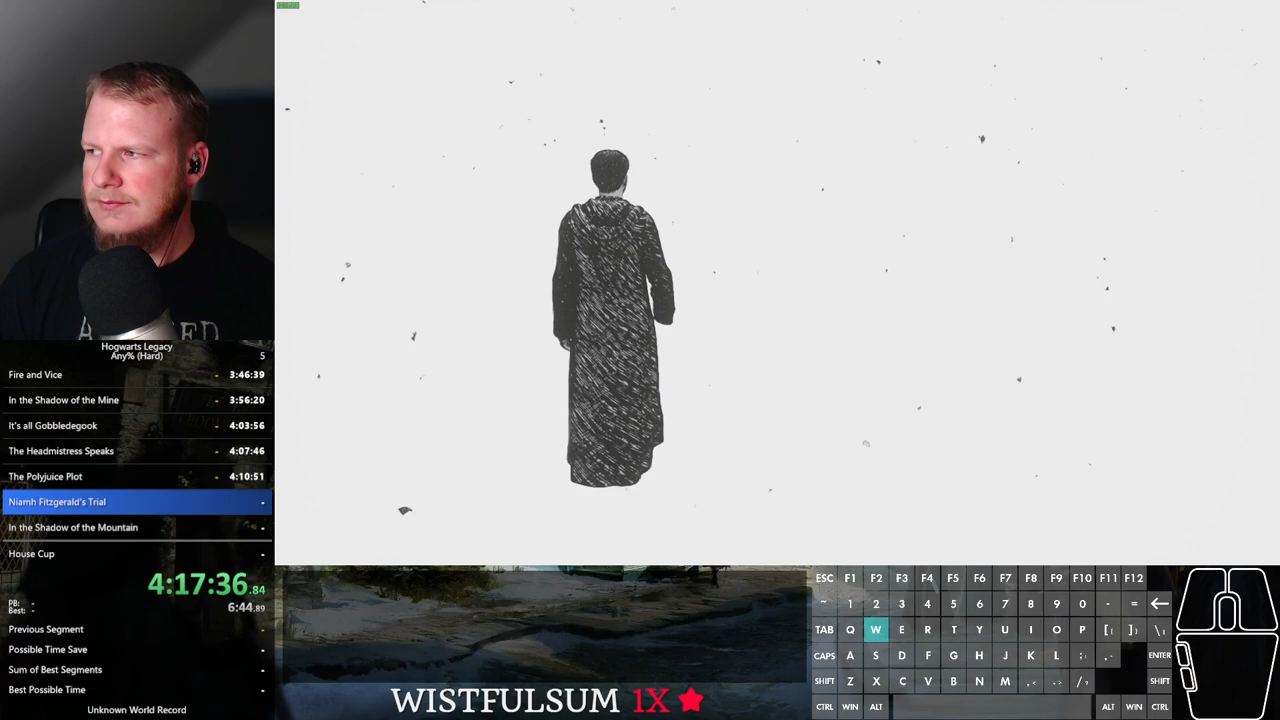 A    ED
Hogwarts Legacy
Any% (Hard) 5
Fire and Vice - 3:46:39
In the Shadow of the Mine - 3:56:20
It's all Gobbledegook - 4:03:56
The Headmistress Speaks - 4:07:46
The Polyjuice Plot - 4:10:51
Niamh Fitzgerald's Trial -
In the Shadow of the Mountain -
House Cup -
4:17:36.84
PB: - 6:44.89
Best: -
Previous Segment -
Possible Time Save -
Sum of Best Segments -
Best Possible Time -
Unknown World Record
WISTFULSUM 1X
ESC F1 F2 F3 F4 F5 F6 F7 F8 F9 F10 F11 F12
~ 1 2 3 4 5 6 7 8 9 0 - =
TAB Q W E R T Y U I O P [{ ]} \|
CAPS A S D F G H J K L ;: ,. ENTER
SHIFT Z X C V B N M ,< .> /? SHIFT
CTRL WIN ALT ALT WIN CTRL